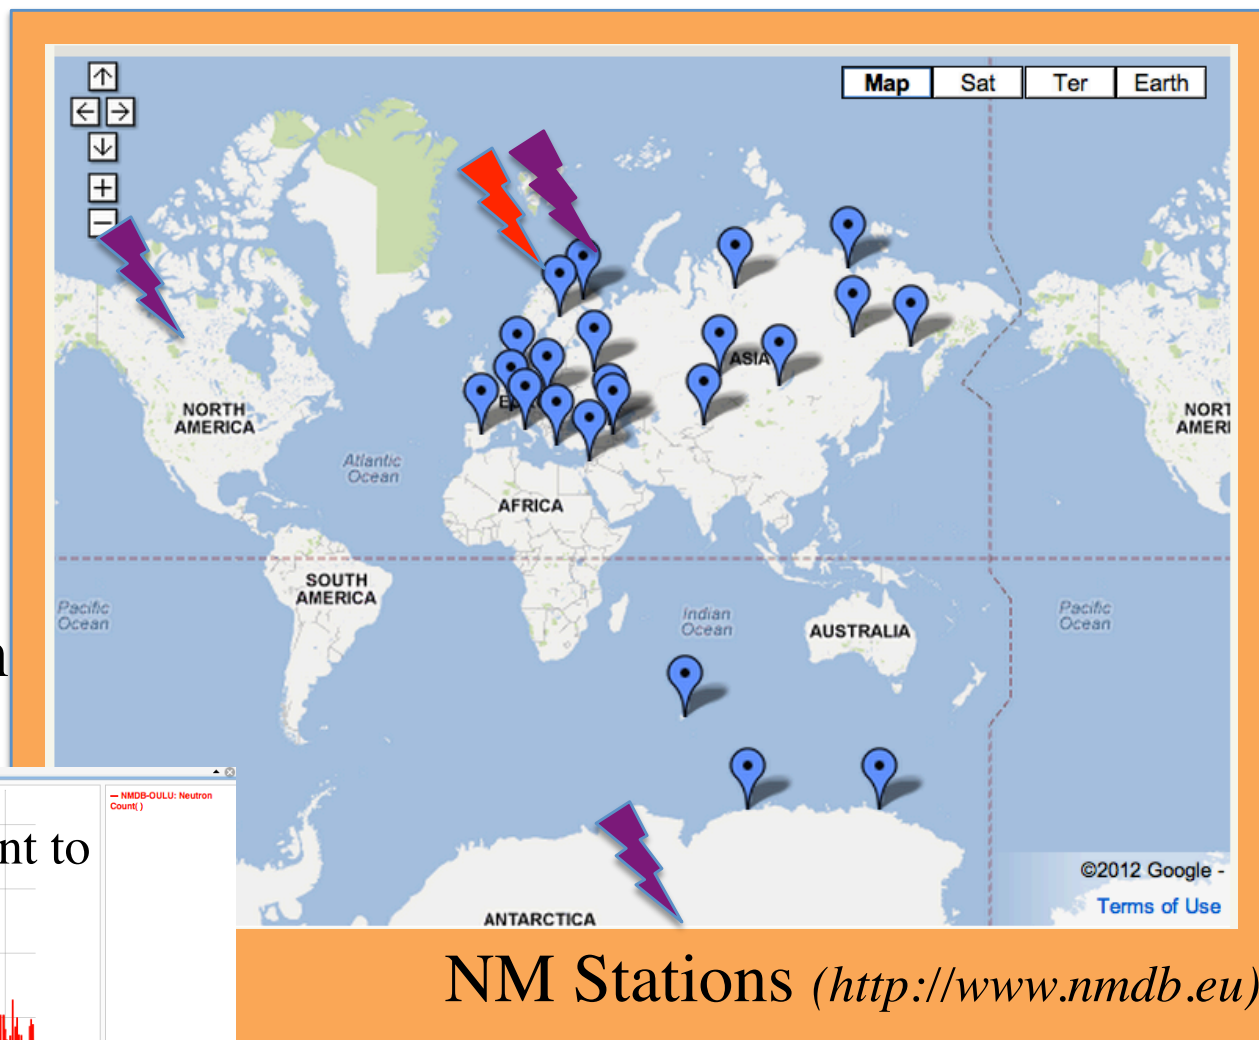 Map Sat Ter Earth
NORTH
AMERICA
NORT
AMERI
ASIA
Atlantic
Ocean
AFRICA
SOUTH
AMERICA
Pacific
Ocean
Indian
Ocean
AUSTRALIA
Pacific
Ocean
NMDB-OULU: Neutron
Count( )
nt to
©2012 Google -
Terms of Use
ANTARCTICA
NM Stations (http://www.nmdb.eu)